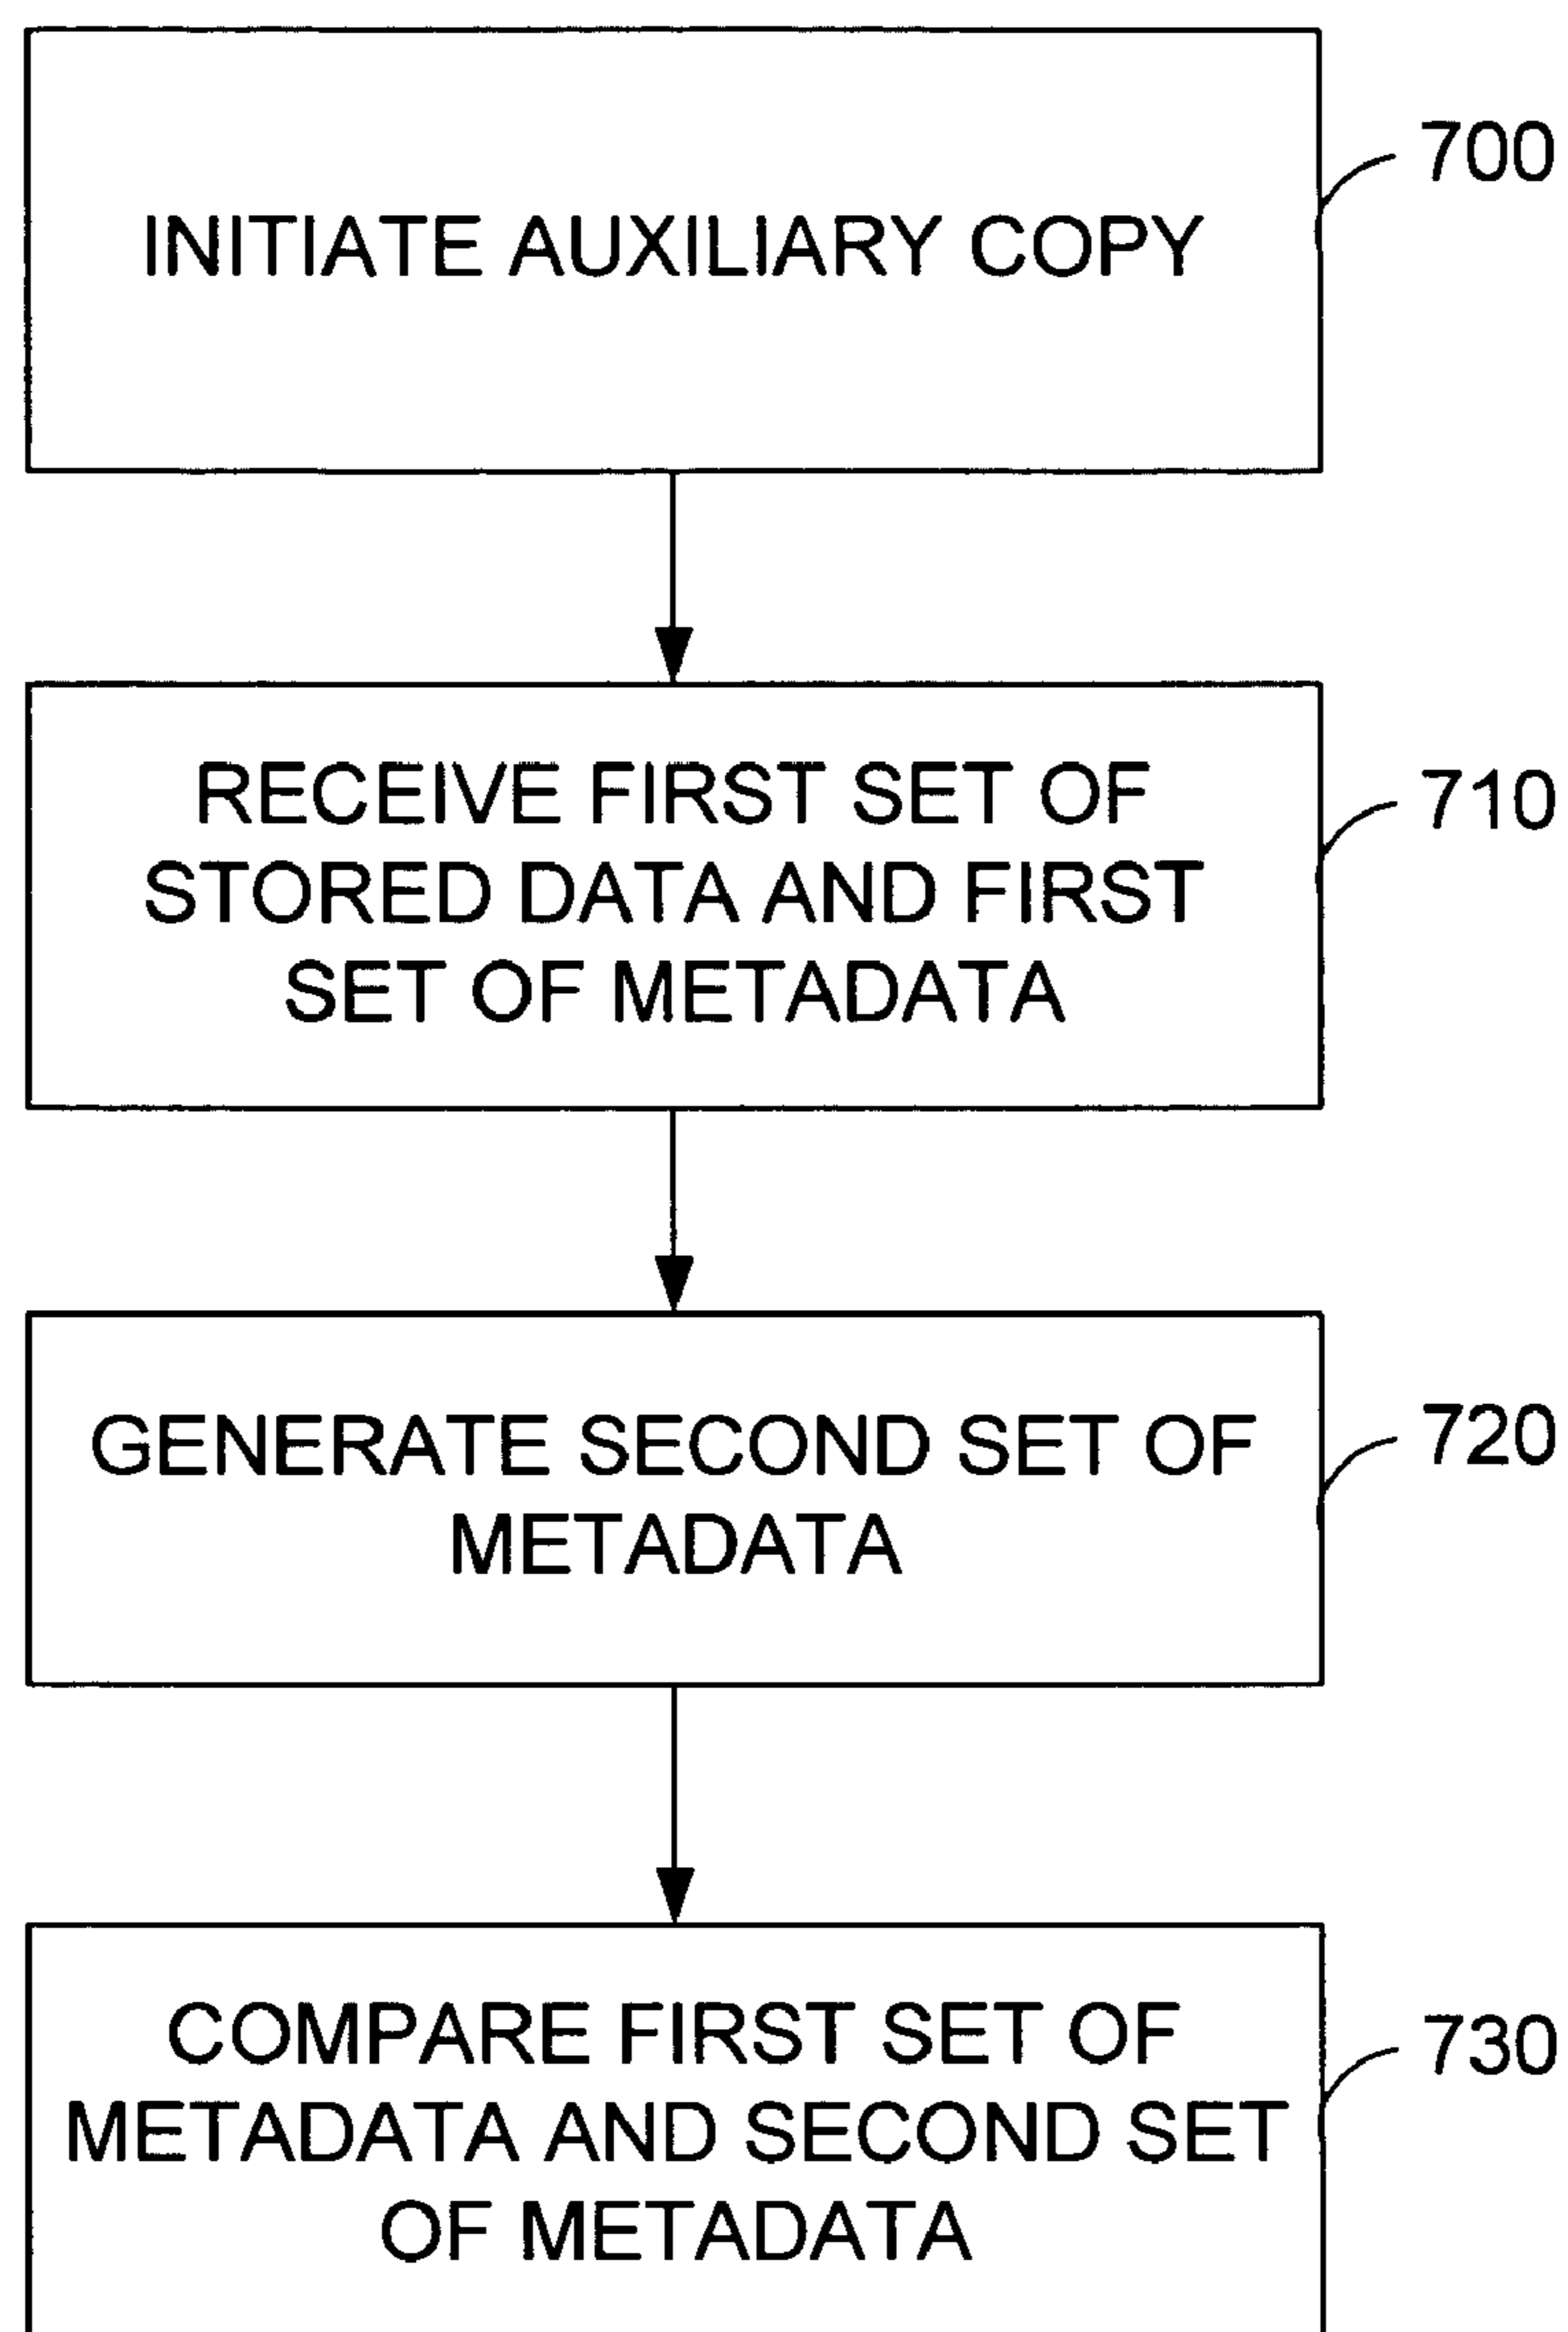 INITIATE AUXILIARY COPY
700
RECEIVE FIRST SET OF
STORED DATA AND FIRST
SET OF METADATA
710
GENERATE SECOND SET OF
METADATA
720
COMPARE FIRST SET OF
METADATA AND SECOND SET
OF METADATA
730